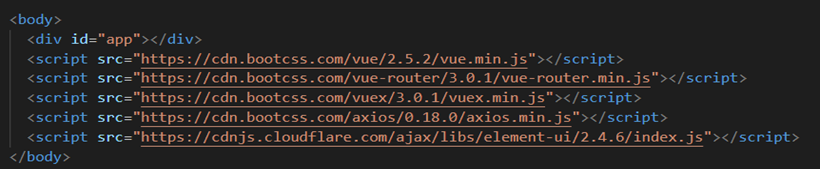 <body>
<div id="app"></div>
<script src="https://cdn.bootcss.com/vue/2.5.2/vue.min.js"></script>
<script src="https://cdn.bootcss.com/vue-router/3.0.1/vue-router.min.js"></script>
<script src="https://cdn.bootcss.com/vuex/3.0.1/vuex.min.js"></script>
<script src="https://cdn.bootcss.com/axios/0.18.0/axios.min.js"></script>
<script src="https://cdnjs.cloudflare.com/ajax/libs/element-ui/2.4.6/index.js"></script>
</body>